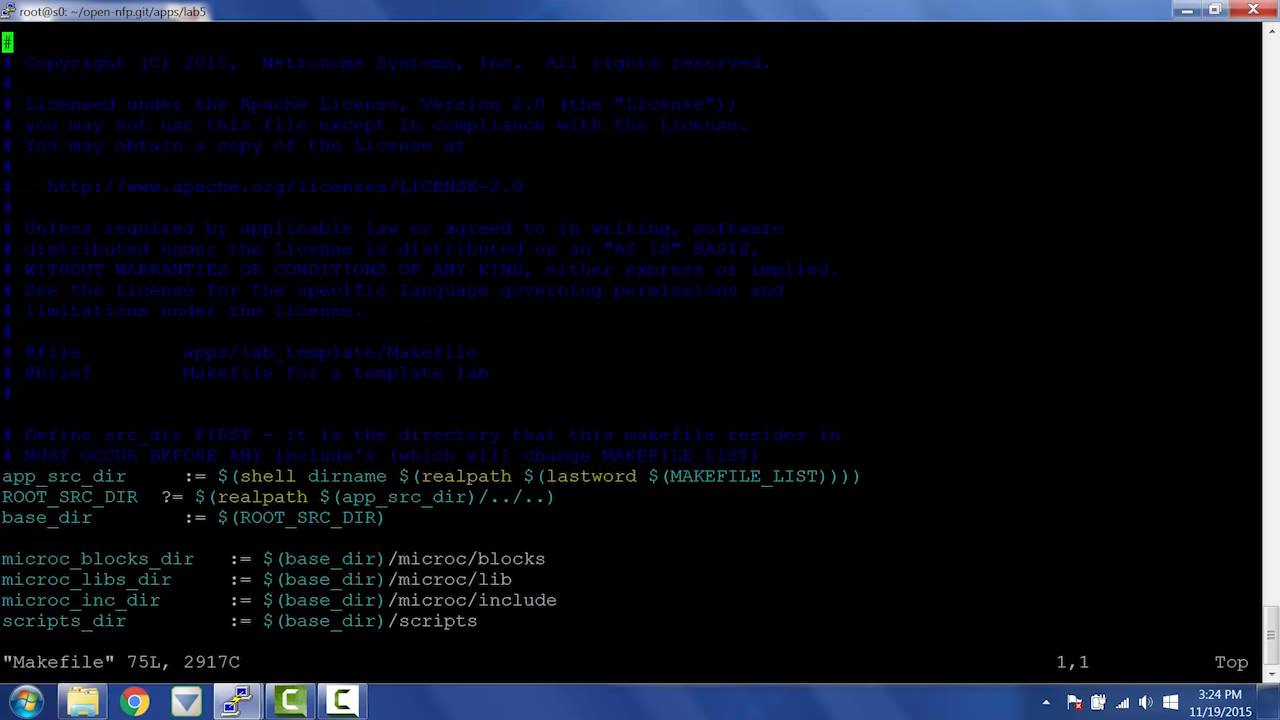 root@s0: ~/open-nfp.git/apps/lab5
#
# Copyright (C) 2015,  Netronome Systems, Inc.  All rights reserved.
#
# Licensed under the Apache License, Version 2.0 (the "License");
# you may not use this file except in compliance with the License.
# You may obtain a copy of the License at
#
#   http://www.apache.org/licenses/LICENSE-2.0
#
# Unless required by applicable law or agreed to in writing, software
# distributed under the License is distributed on an "AS IS" BASIS,
# WITHOUT WARRANTIES OR CONDITIONS OF ANY KIND, either express or implied.
# See the License for the specific language governing permissions and
# limitations under the License.
#
# @file         apps/lab_template/Makefile
# @brief        Makefile for a template lab
#
# Define src_dir FIRST - it is the directory that this makefile resides in
# MUST OCCUR BEFORE ANY include's (which will change MAKEFILE_LIST)
app_src_dir     := $(shell dirname $(realpath $(lastword $(MAKEFILE_LIST))))
ROOT_SRC_DIR  ?= $(realpath $(app_src_dir)/../..)
base_dir        := $(ROOT_SRC_DIR)
microc_blocks_dir   := $(base_dir)/microc/blocks
microc_libs_dir     := $(base_dir)/microc/lib
microc_inc_dir      := $(base_dir)/microc/include
scripts_dir         := $(base_dir)/scripts
"Makefile" 75L, 2917C 1,1 Top
3:24 PM
11/19/2015